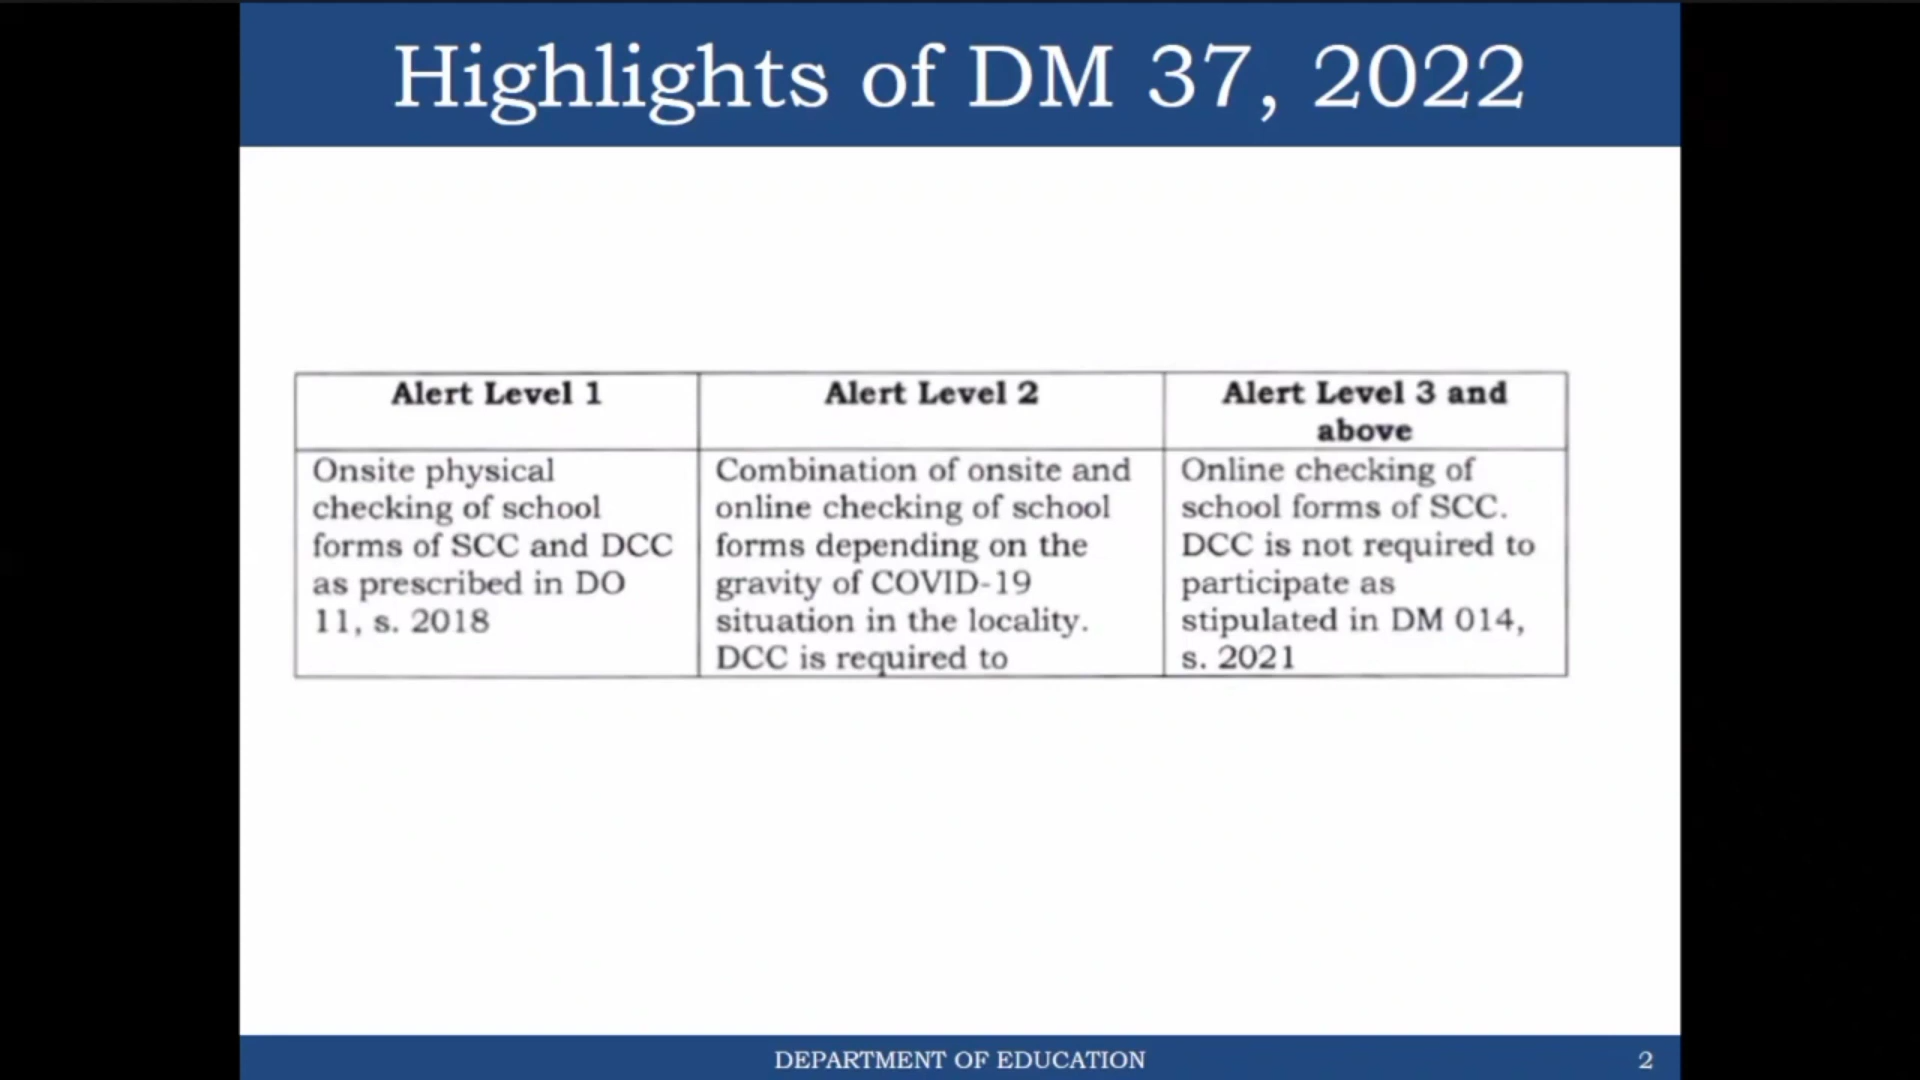 Highlights of DM 37, 2022
Alert Level 1
Onsite physical
checking of school
forms of SCC and DCC
as prescribed in DO
11, s. 2018
Alert Level 2
Combination of onsite and
online checking of school
forms depending on the
gravity of COVID-19
situation in the locality.
DCC is required to
Alert Level 3 and
above
Online checking of
school forms of SCC.
DCC is not required to
participate as
stipulated in DM 014,
s. 2021
DEPARTMENT OF EDUCATION
2